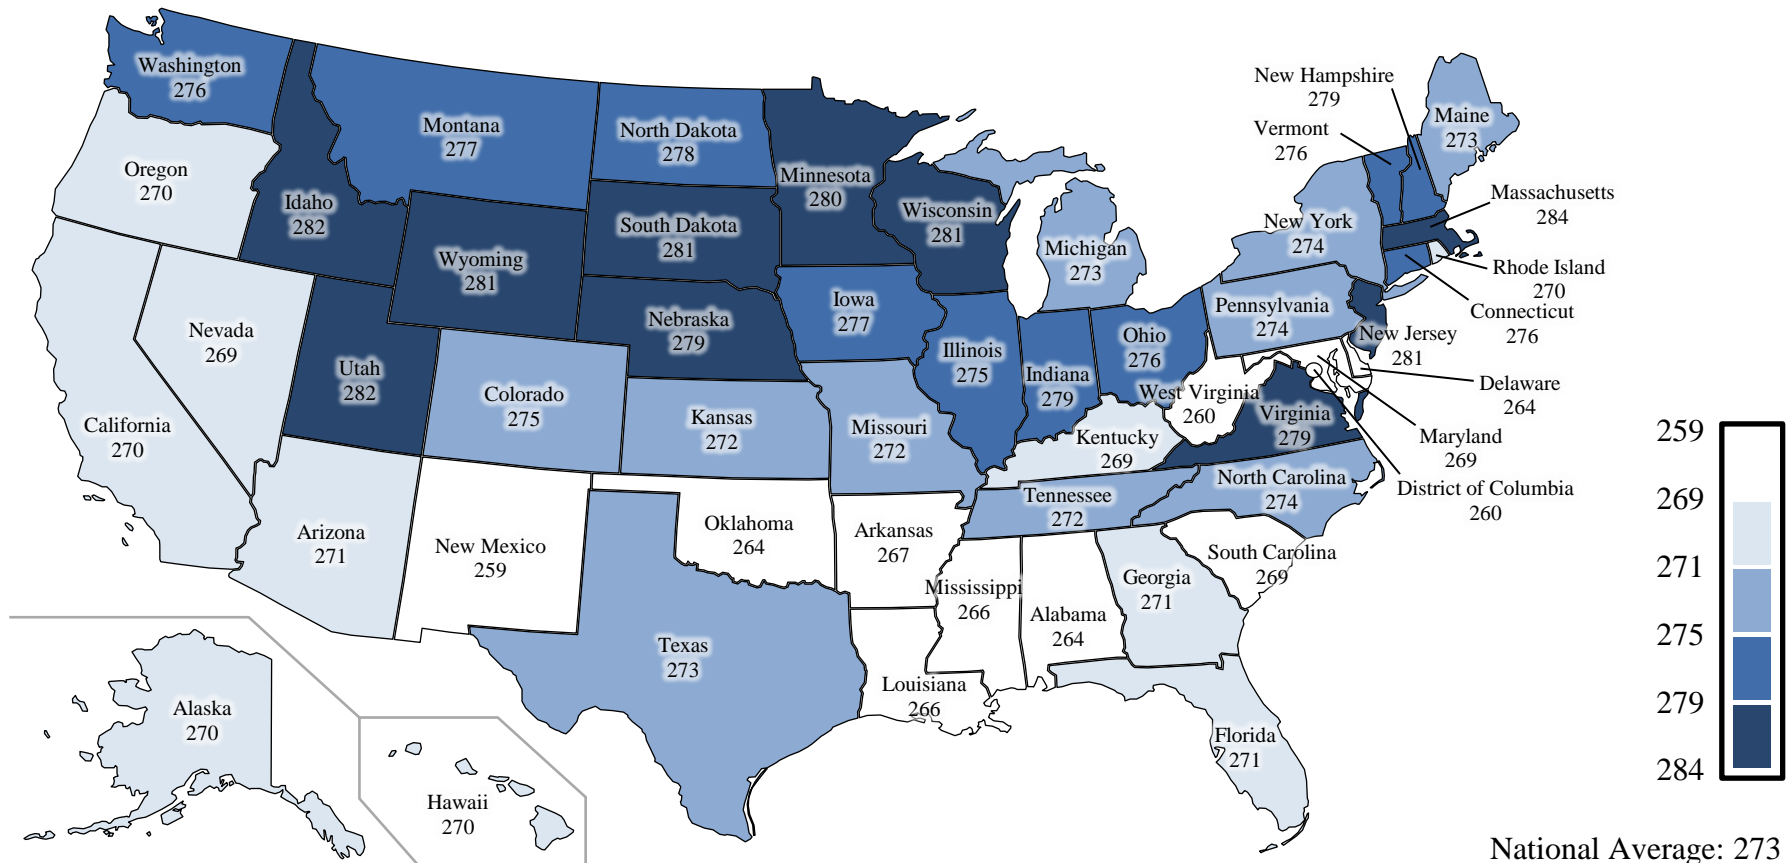 Washington
276
Montana
277
North Dakota
278
Minnesota
280
Wisconsin
281
Michigan
273
New Hampshire
279
Vermont
276
Maine
273
Massachusetts
284
New York
274
Rhode Island
270
Connecticut
276
Oregon
270
Idaho
282
Wyoming
281
South Dakota
281
Nebraska
279
Iowa
277
Illinois
275
Indiana
279
Ohio
276
Pennsylvania
274
New Jersey
281
Delaware
264
Maryland
269
District of Columbia
260
West Virginia
260
Virginia
279
Nevada
269
Utah
282
Colorado
275
Kansas
272
Missouri
272
Kentucky
269
California
270
Arizona
271
New Mexico
259
Oklahoma
264
Arkansas
267
Tennessee
272
North Carolina
274
South Carolina
269
Mississippi
266
Alabama
264
Georgia
271
Texas
273
Louisiana
266
Florida
271
Alaska
270
Hawaii
270
259
269
271
275
279
284
National Average: 273